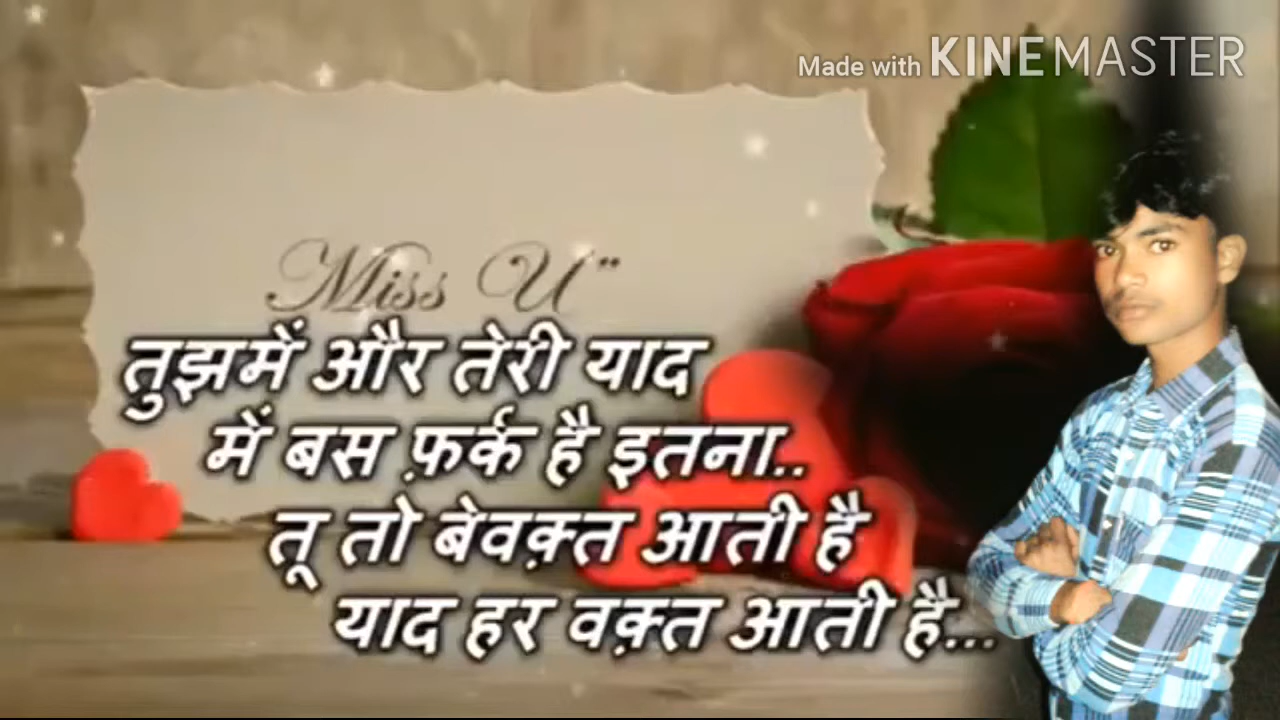 Made with KINEMASTER
Miss U"
तुझमें और तेरी याद
में बस फ़र्क है इतना..
तू तो बेवक़्त आती है
याद हर वक़्त आती है...